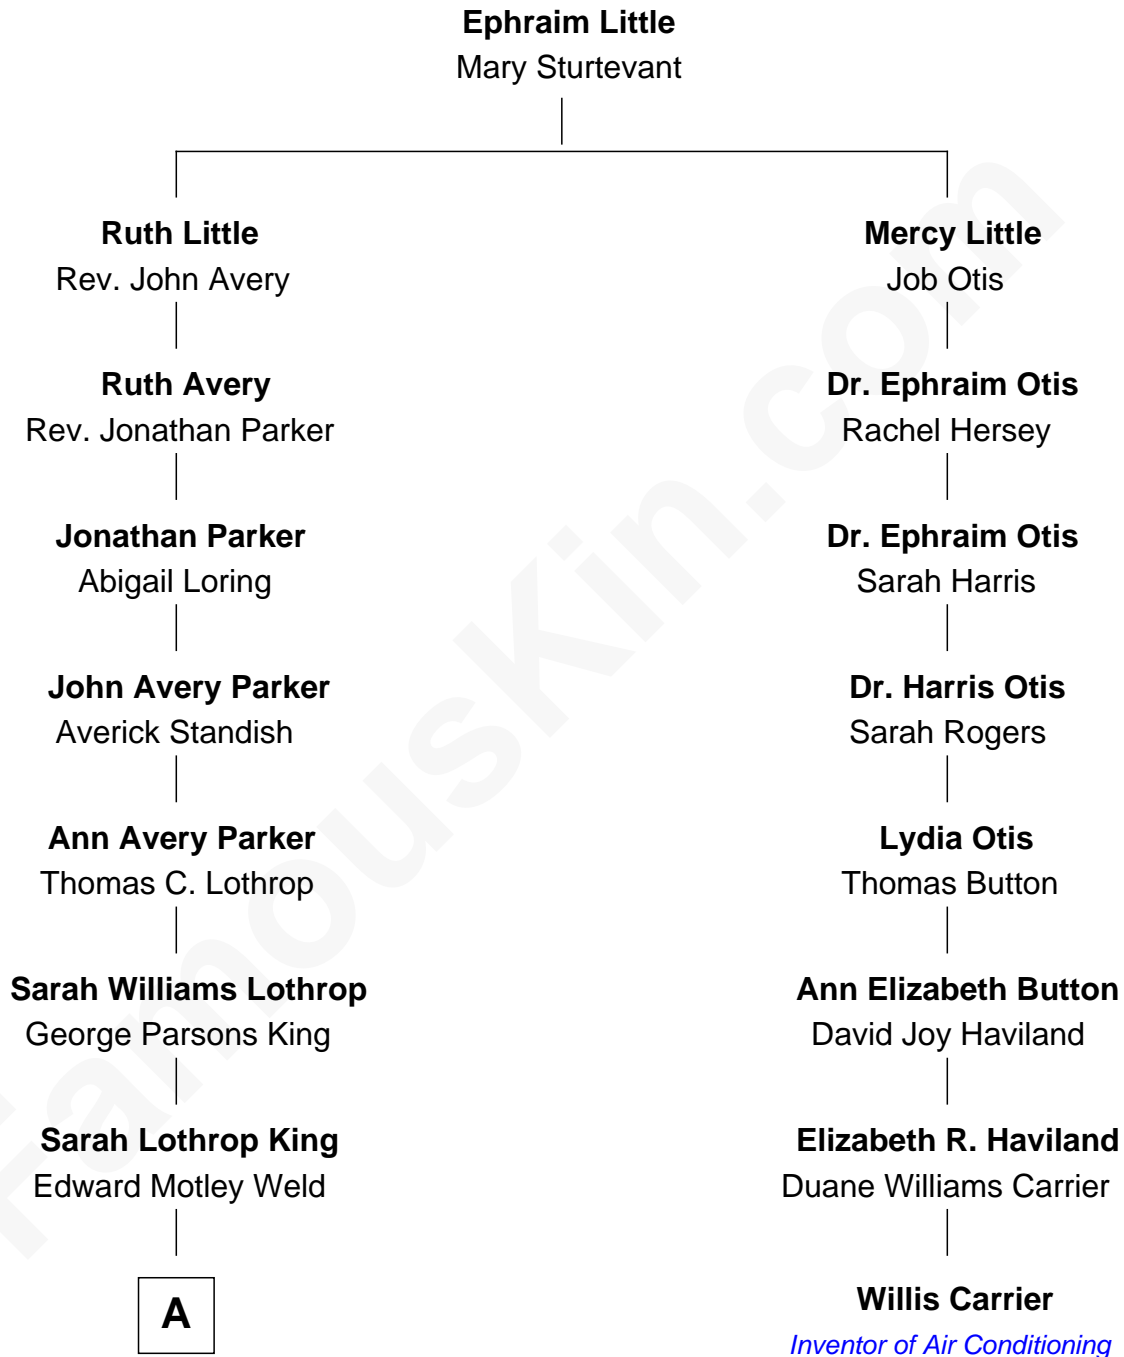 Ephraim Little
Mary Sturtevant
Ruth Little
Rev. John Avery
Mercy Little
Job Otis
Ruth Avery
Rev. Jonathan Parker
Dr. Ephraim Otis
Rachel Hersey
Jonathan Parker
Abigail Loring
Dr. Ephraim Otis
Sarah Harris
John Avery Parker
Averick Standish
Dr. Harris Otis
Sarah Rogers
Ann Avery Parker
Thomas C. Lothrop
Lydia Otis
Thomas Button
Sarah Williams Lothrop
George Parsons King
Ann Elizabeth Button
David Joy Haviland
Sarah Lothrop King
Edward Motley Weld
Elizabeth R. Haviland
Duane Williams Carrier
A
Willis Carrier
Inventor of Air Conditioning
FamousKin.com